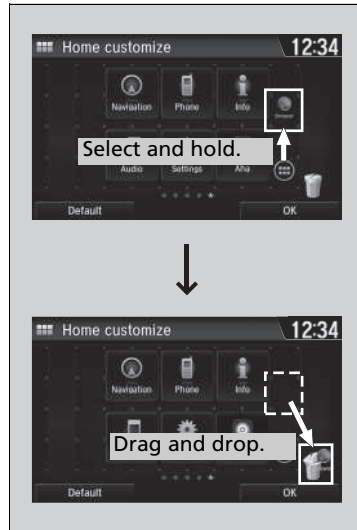 Home customize 12:34
Navigation Phone Info
Select and hold.
Audio Settings Aha
Default OK
Home customize 12:34
Navigation Phone Info
Drag and drop.
Default OK